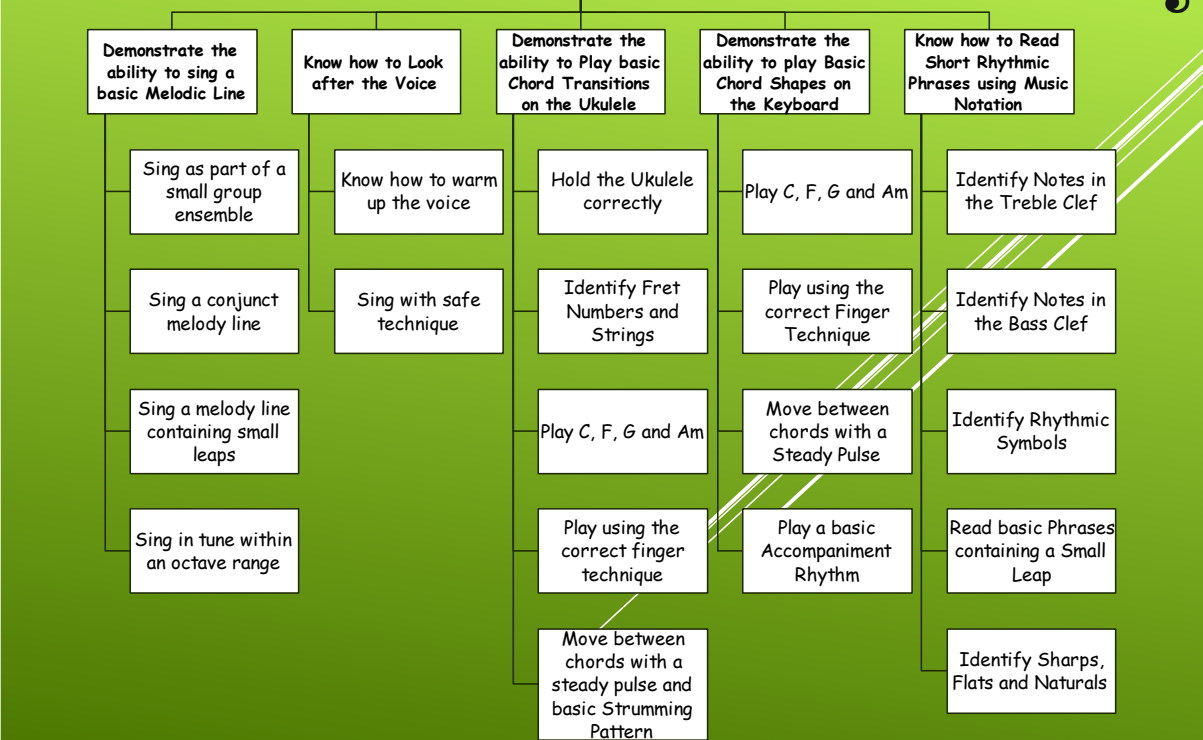 Demonstrate the
ability to sing a
basic Melodic Line
Know how to Look
after the Voice
Demonstrate the
ability to Play basic
Chord Transitions
on the Ukulele
Demonstrate the
ability to play Basic
Chord Shapes on
the Keyboard
Know how to Read
Short Rhythmic
Phrases using Music
Notation
Sing as part of a
small group
ensemble
Sing a conjunct
melody line
Sing a melody line
containing small
leaps
Sing in tune within
an octave range
Know how to warm
up the voice
Sing with safe
technique
Hold the Ukulele
correctly
Identify Fret
Numbers and
Strings
Play C, F, G and Am
Play using the
correct finger
technique
Move between
chords with a
steady pulse and
basic Strumming
Pattern
Play C, F, G and Am
Play using the
correct Finger
Technique
Move between
chords with a
Steady Pulse
Play a basic
Accompaniment
Rhythm
Identify Notes in
the Treble Clef
Identify Notes in
the Bass Clef
Identify Rhythmic
Symbols
Read basic Phrases
containing a Small
Leap
Identify Sharps,
Flats and Naturals